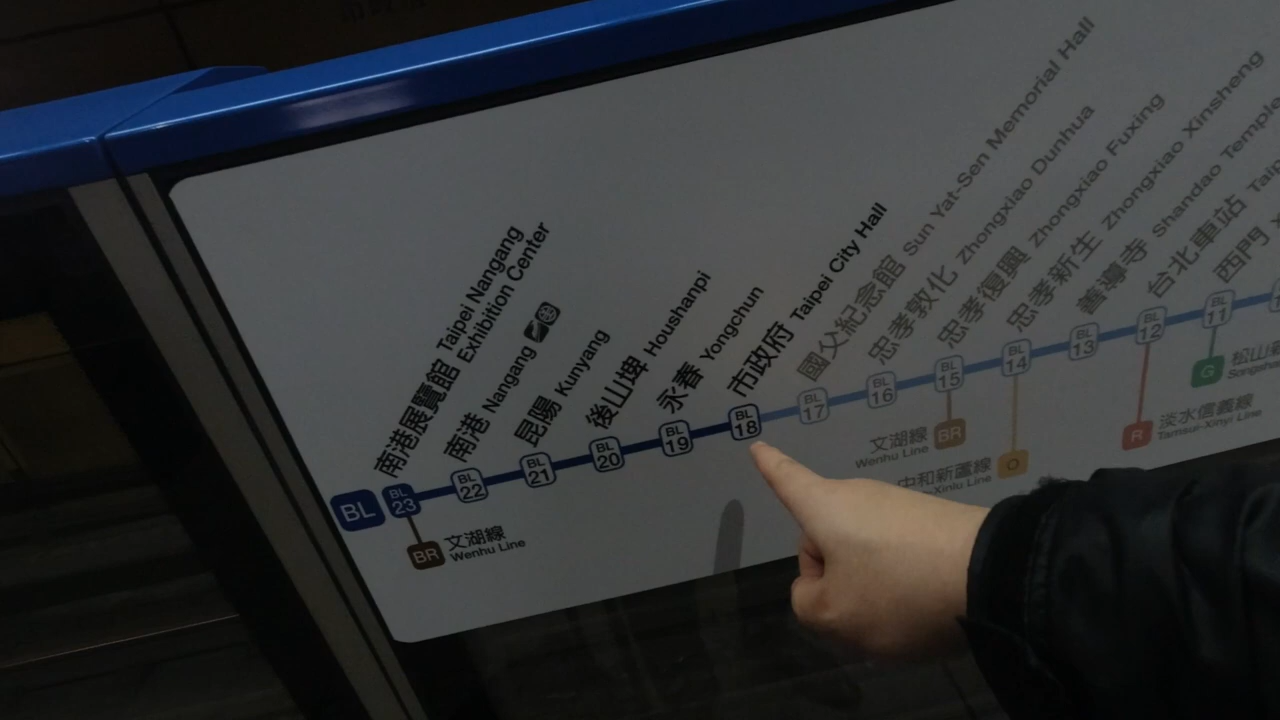 BL
BL 23
南港展覽館 Taipei Nangang
Exhibition Center
BR 文湖線
Wenhu Line
BL 22
南港 Nangang
BL 21
昆陽 Kunyang
BL 20
後山埤 Houshanpi
BL 19
永春 Yongchun
BL 18
市政府 Taipei City Hall
BL 17
國父紀念館 Sun Yat-Sen Memorial Hall
BL 16
忠孝敦化 Zhongxiao Dunhua
BL 15
忠孝復興 Zhongxiao Fuxing
文湖線 BR
Wenhu Line
BL 14
忠孝新生 Zhongxiao Xinsheng
中和新蘆線 O
Xinlu Line
BL 13
善導寺 Shandao Temple
BL 12
台北車站
R 淡水信義線
Tamsui-Xinyi Line
BL 11
西門
G 松山